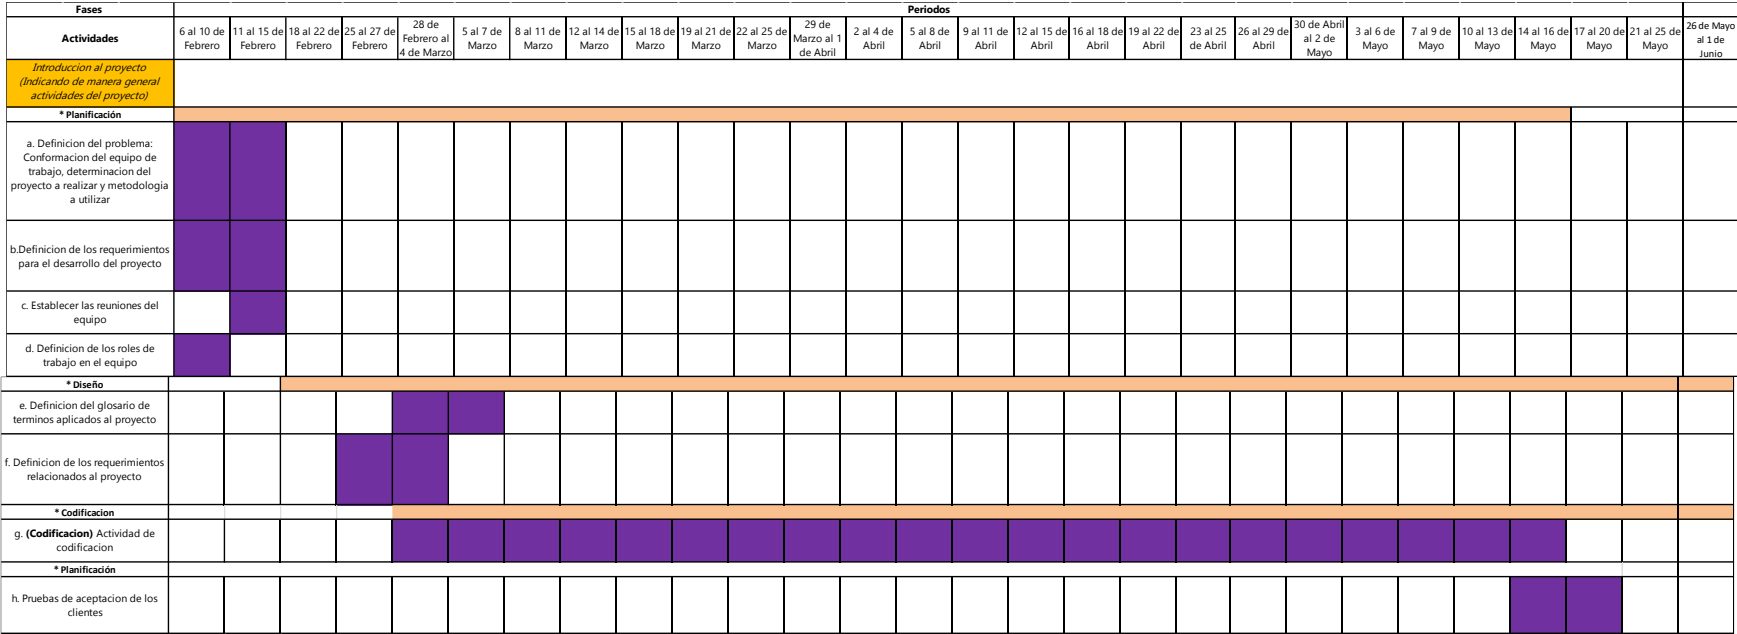 Fases
Periodos
Actividades
6 al 10 de
Febrero
11 al 15 de
Febrero
18 al 22 de
Febrero
25 al 27 de
Febrero
28 de
Febrero al
4 de Marzo
5 al 7 de
Marzo
8 al 11 de
Marzo
12 al 14 de
Marzo
15 al 18 de
Marzo
19 al 21 de
Marzo
22 al 25 de
Marzo
29 de
Marzo al 1
de Abril
2 al 4 de
Abril
5 al 8 de
Abril
9 al 11 de
Abril
12 al 15 de
Abril
16 al 18 de
Abril
19 al 22 de
Abril
23 al 25
de Abril
26 al 29 de
Abril
30 de Abril
al 2 de
Mayo
3 al 6 de
Mayo
7 al 9 de
Mayo
10 al 13 de
Mayo
14 al 16 de
Mayo
17 al 20 de
Mayo
21 al 25 de
Mayo
26 de Mayo
al 1 de
Junio
Introduccion al proyecto
(Indicando de manera general
actividades del proyecto)
* Planificación
a. Definicion del problema:
Conformacion del equipo de
trabajo, determinacion del
proyecto a realizar y metodologia
a utilizar
b.Definicion de los requerimientos
para el desarrollo del proyecto
c. Establecer las reuniones del
equipo
d. Definicion de los roles de
trabajo en el equipo
* Diseño
e. Definicion del glosario de
terminos aplicados al proyecto
f. Definicion de los requerimientos
relacionados al proyecto
* Codificacion
g. (Codificacion) Actividad de
codificacion
* Planificación
h. Pruebas de aceptacion de los
clientes